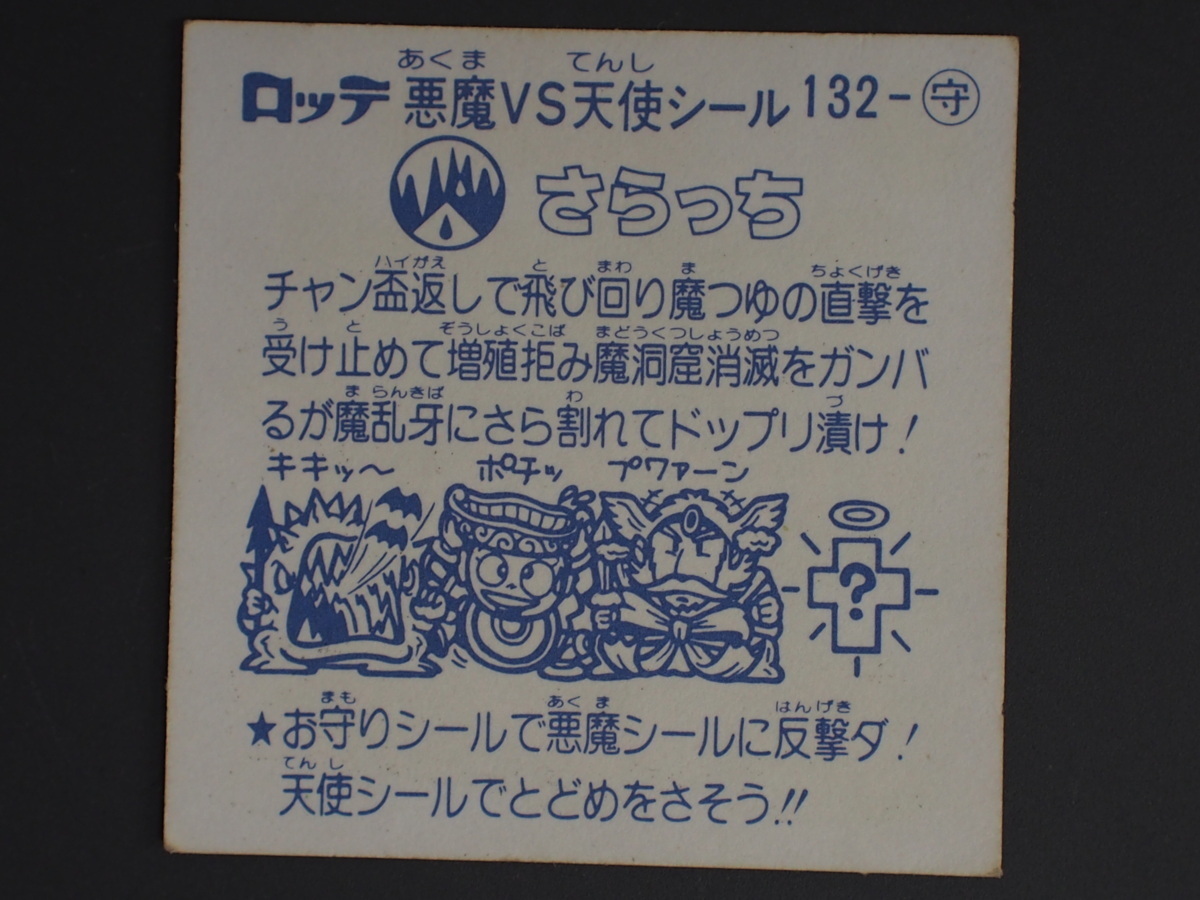 あくま てんし
ロッテ 悪魔VS天使シール 132-守
さらっち
ハイがえ と まわ ま ちょくげき
チャン盃返しで飛び回り魔つゆの直撃を
う と ぞうしょくこば まどうくつしょうめつ
受け止めて増殖拒み魔洞窟消滅をガンバ
ま らんきば わ づ
るが魔乱牙にさら割れてドップリ漬け!
キキッ〜 ポチッ プワァーン
?
まも あくま はんげき
★お守りシールで悪魔シールに反撃ダ!
てんし
天使シールでとどめをさそう!!